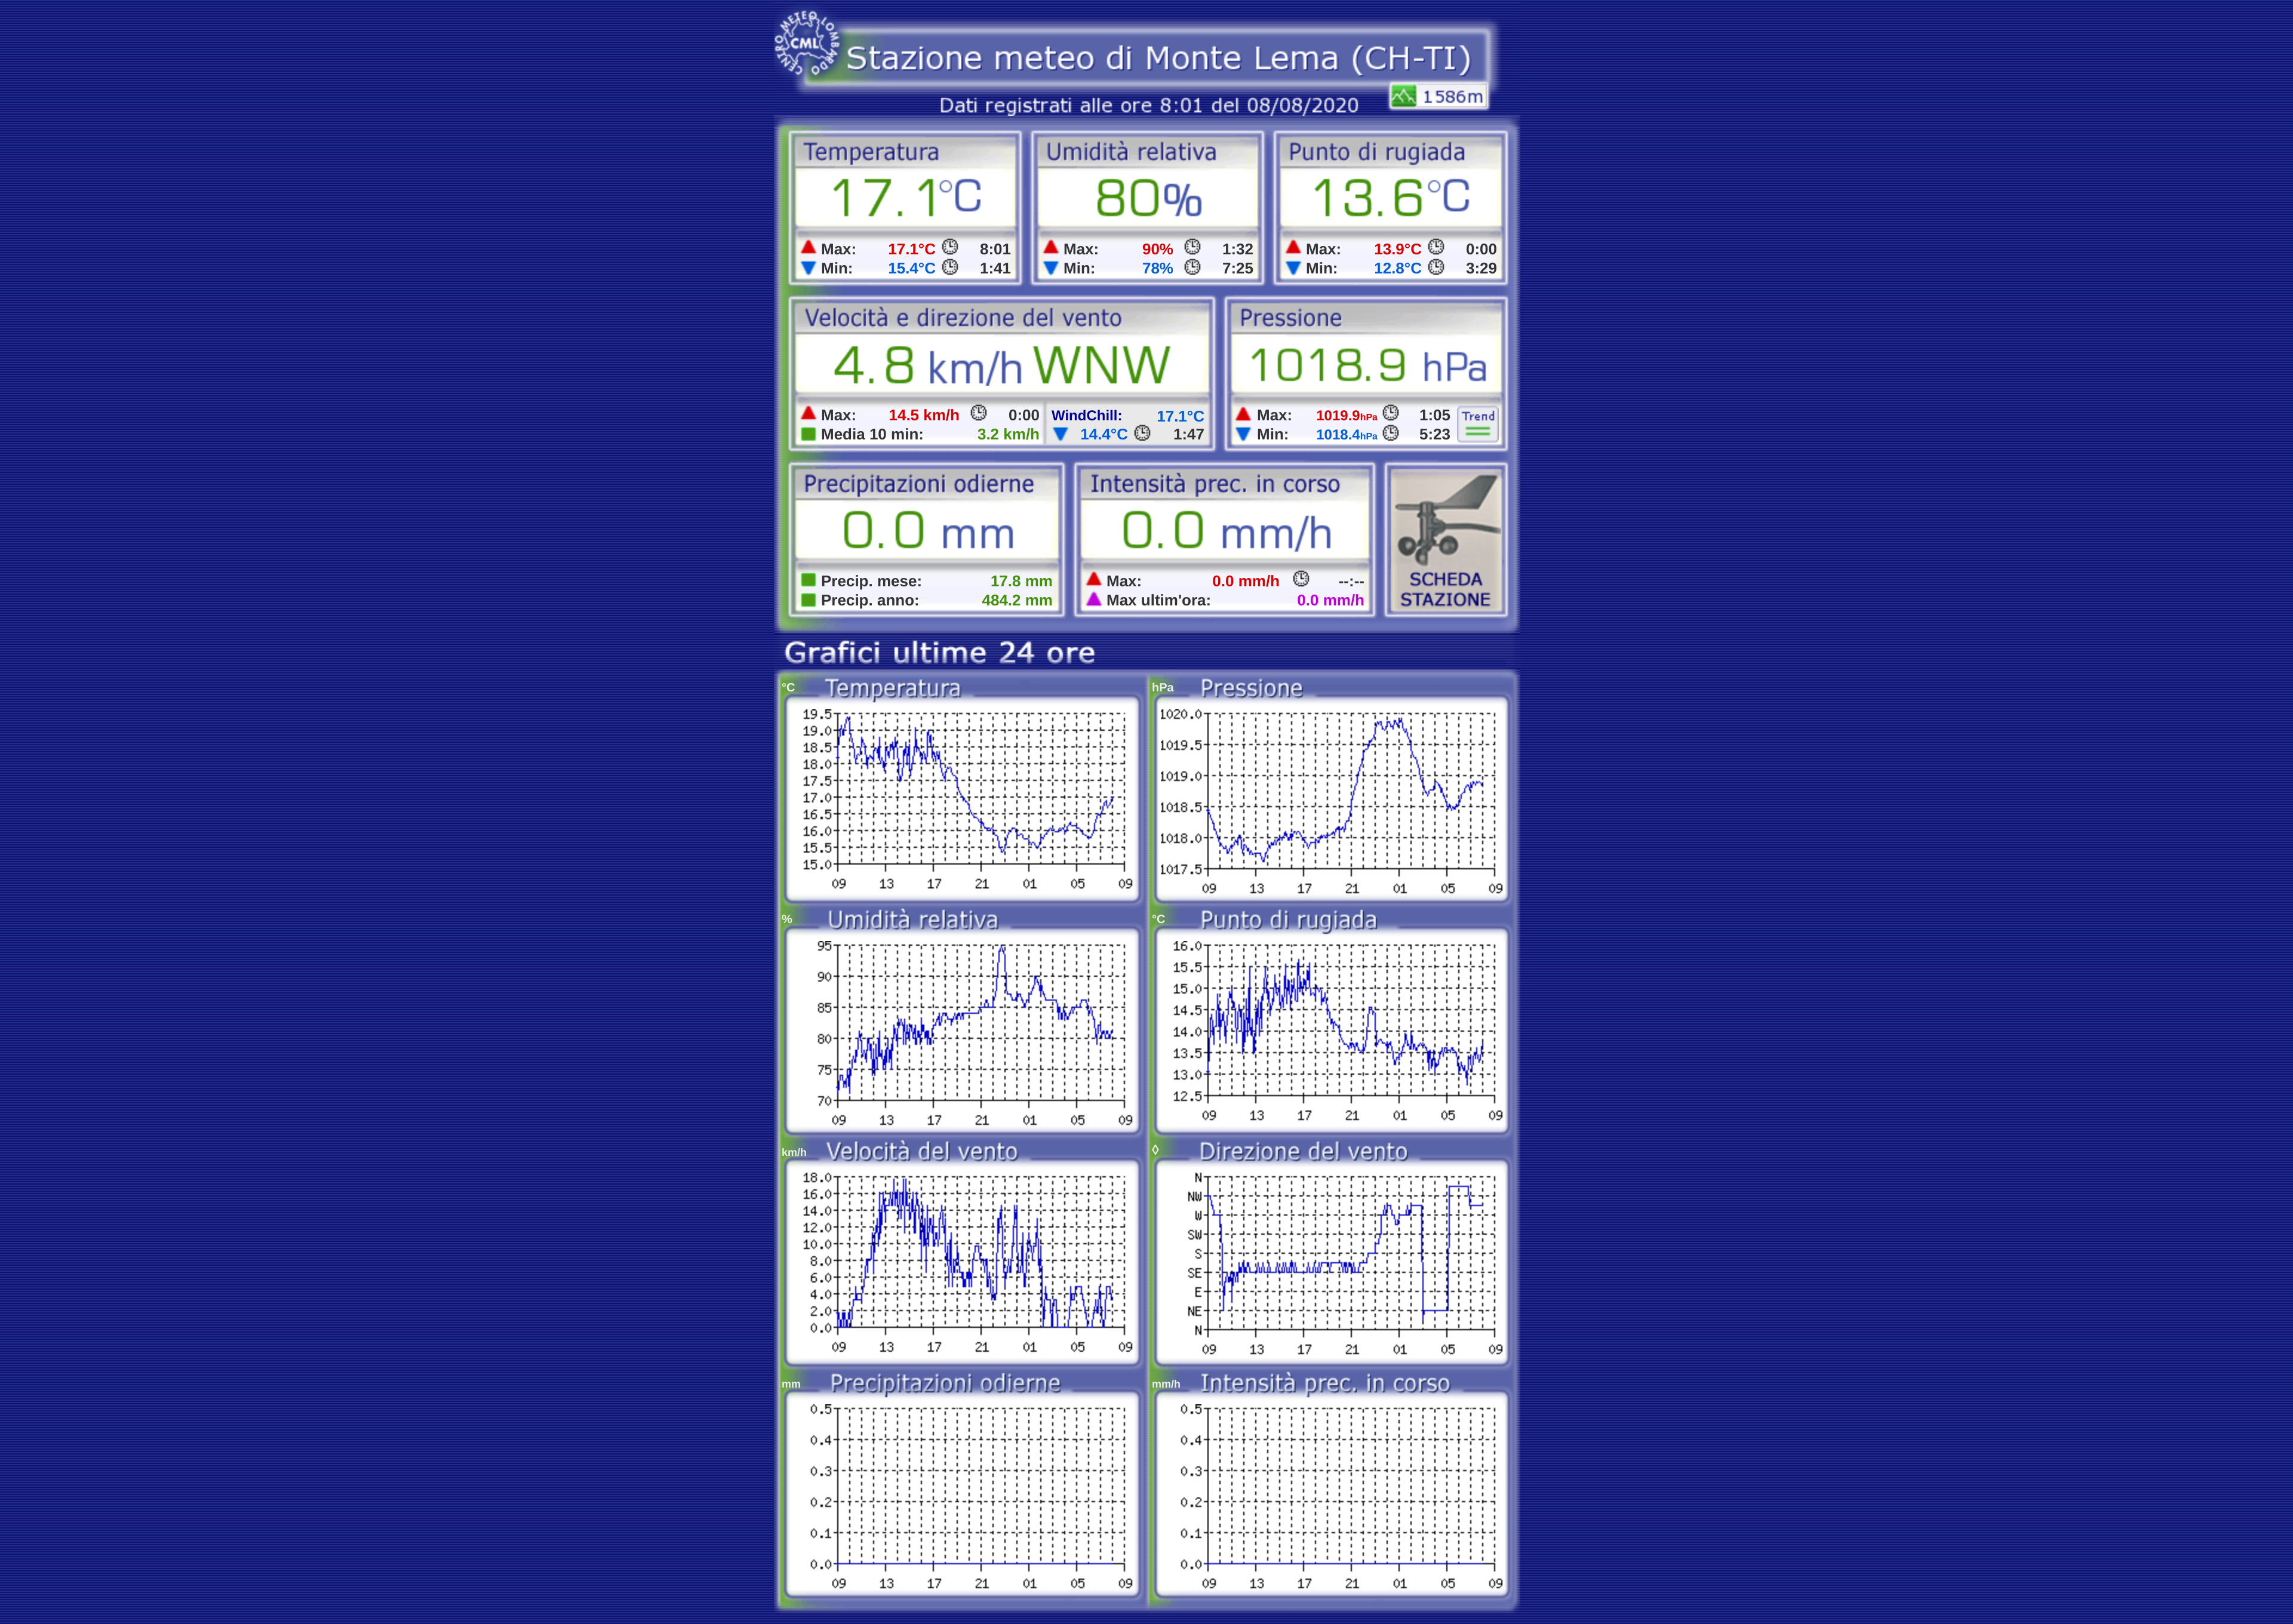 CENTRO METEO LOMBARDO
CML
Stazione meteo di Monte Lema (CH-TI)
1586m
Dati registrati alle ore 8:01 del 08/08/2020
Temperatura
17.1°C
Max: 17.1°C 8:01
Min: 15.4°C 1:41
Umidità relativa
80%
Max: 90% 1:32
Min: 78% 7:25
Punto di rugiada
13.6°C
Max: 13.9°C 0:00
Min: 12.8°C 3:29
Velocità e direzione del vento
4.8 km/h WNW
Max: 14.5 km/h 0:00
Media 10 min: 3.2 km/h
WindChill: 17.1°C
14.4°C 1:47
Pressione
1018.9 hPa
Max: 1019.9hPa 1:05
Min: 1018.4hPa 5:23
Trend
Precipitazioni odierne
0.0 mm
Precip. mese: 17.8 mm
Precip. anno: 484.2 mm
Intensità prec. in corso
0.0 mm/h
Max: 0.0 mm/h --:--
Max ultim'ora: 0.0 mm/h
SCHEDA
STAZIONE
Grafici ultime 24 ore
°C Temperatura
19.5
19.0
18.5
18.0
17.5
17.0
16.5
16.0
15.5
15.0
09 13 17 21 01 05 09
hPa Pressione
1020.0
1019.5
1019.0
1018.5
1018.0
1017.5
09 13 17 21 01 05 09
% Umidità relativa
95
90
85
80
75
70
09 13 17 21 01 05 09
°C Punto di rugiada
16.0
15.5
15.0
14.5
14.0
13.5
13.0
12.5
09 13 17 21 01 05 09
km/h Velocità del vento
18.0
16.0
14.0
12.0
10.0
8.0
6.0
4.0
2.0
0.0
09 13 17 21 01 05 09
◊ Direzione del vento
N
NW
W
SW
S
SE
E
NE
N
09 13 17 21 01 05 09
mm Precipitazioni odierne
0.5
0.4
0.3
0.2
0.1
0.0
09 13 17 21 01 05 09
mm/h Intensità prec. in corso
0.5
0.4
0.3
0.2
0.1
0.0
09 13 17 21 01 05 09